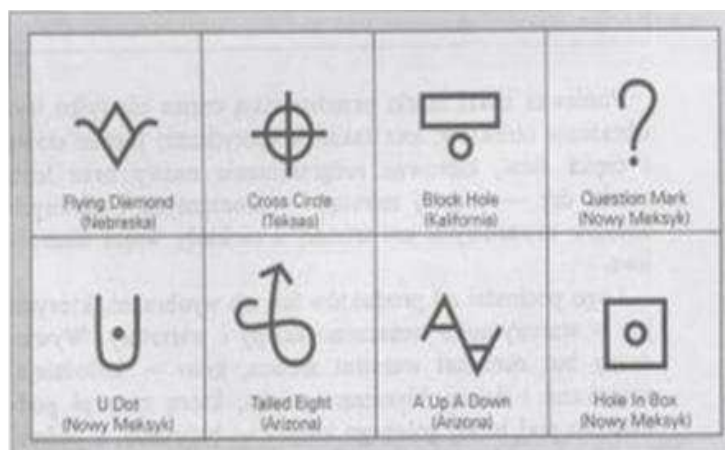 Flying Diamond
(Nebraska)
Cross Circle
(Teksas)
Block Hole
(Kalifornia)
Question Mark
(Nowy Meksyk)
U Dot
(Nowy Meksyk)
Tailed Eight
(Arizona)
A Up A Down
(Arizona)
Hole In Box
(Nowy Meksyk)